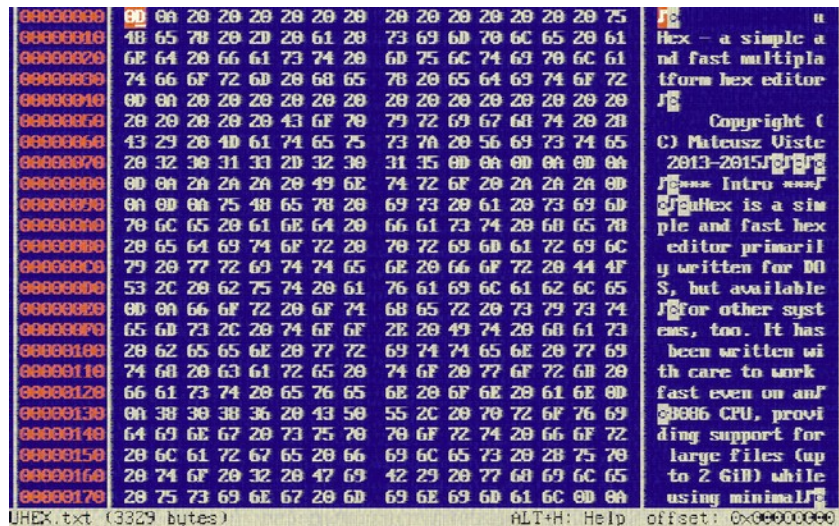 00000000 0D 0A 20 20 20 20 20 20 20 20 20 20 20 20 20 75 ♪◙ u
00000010 48 65 78 20 2D 20 61 20 73 69 6D 70 6C 65 20 61 Hex - a simple a
00000020 6E 64 20 66 61 73 74 20 6D 75 6C 74 69 70 6C 61 nd fast multipla
00000030 74 66 6F 72 6D 20 68 65 78 20 65 64 69 74 6F 72 tform hex editor
00000040 0D 0A 20 20 20 20 20 20 20 20 20 20 20 20 20 20 ♪◙
00000050 20 20 20 20 20 43 6F 70 79 72 69 67 68 74 20 28 Copyright (
00000060 43 29 20 4D 61 74 65 75 73 7A 20 56 69 73 74 65 C) Mateusz Viste
00000070 20 32 30 31 33 2D 32 30 31 35 0D 0A 0D 0A 0D 0A 2013-2015♪◙♪◙♪◙
00000080 0D 0A 2A 2A 2A 20 49 6E 74 72 6F 20 2A 2A 2A 0D ♪◙*** Intro ***♪
00000090 0A 0D 0A 75 48 65 78 20 69 73 20 61 20 73 69 6D ◙♪◙uHex is a sim
000000A0 70 6C 65 20 61 6E 64 20 66 61 73 74 20 68 65 78 ple and fast hex
000000B0 20 65 64 69 74 6F 72 20 70 72 69 6D 61 72 69 6C editor primaril
000000C0 79 20 77 72 69 74 74 65 6E 20 66 6F 72 20 44 4F y written for DO
000000D0 53 2C 20 62 75 74 20 61 76 61 69 6C 61 62 6C 65 S, but available
000000E0 0D 0A 66 6F 72 20 6F 74 68 65 72 20 73 79 73 74 ♪◙for other syst
000000F0 65 6D 73 2C 20 74 6F 6F 2E 20 49 74 20 68 61 73 ems, too. It has
00000100 20 62 65 65 6E 20 77 72 69 74 74 65 6E 20 77 69 been written wi
00000110 74 68 20 63 61 72 65 20 74 6F 20 77 6F 72 6B 20 th care to work
00000120 66 61 73 74 20 65 76 65 6E 20 6F 6E 20 61 6E 0D fast even on an♪
00000130 0A 38 30 38 36 20 43 50 55 2C 20 70 72 6F 76 69 ◙8086 CPU, provi
00000140 64 69 6E 67 20 73 75 70 70 6F 72 74 20 66 6F 72 ding support for
00000150 20 6C 61 72 67 65 20 66 69 6C 65 73 20 28 75 70 large files (up
00000160 20 74 6F 20 32 20 47 69 42 29 20 77 68 69 6C 65 to 2 GiB) while
00000170 20 75 73 69 6E 67 20 6D 69 6E 69 6D 61 6C 0D 0A using minimal♪◙
UHEX.txt (3329 bytes) ALT+H: Help offset: 0x00000000